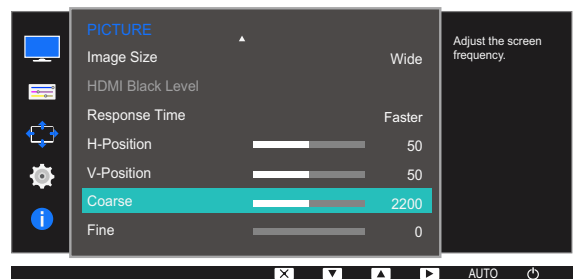 PICTURE
Image Size Wide
HDMI Black Level
Response Time Faster
H-Position 50
V-Position 50
Coarse 2200
Fine 0
Adjust the screen
frequency.
AUTO